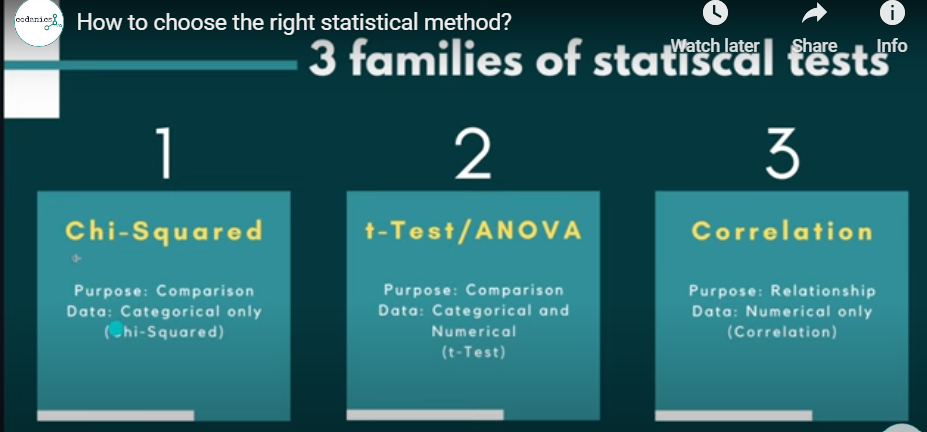 codanics
How to choose the right statistical method?
Watch later
Share
Info
3 families of statiscal tests
1
2
3
Chi-Squared
Purpose: Comparison
Data: Categorical only
(Chi-Squared)
t-Test/ANOVA
Purpose: Comparison
Data: Categorical and
Numerical
(t-Test)
Correlation
Purpose: Relationship
Data: Numerical only
(Correlation)